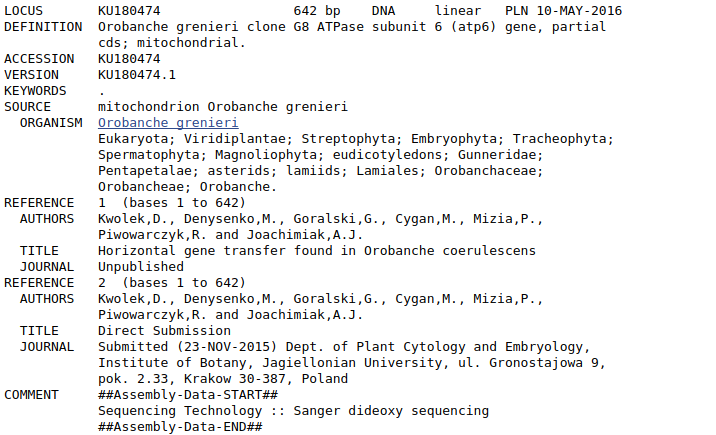 LOCUS       KU180474                 642 bp    DNA     linear   PLN 10-MAY-2016
DEFINITION  Orobanche grenieri clone G8 ATPase subunit 6 (atp6) gene, partial
            cds; mitochondrial.
ACCESSION   KU180474
VERSION     KU180474.1
KEYWORDS    .
SOURCE      mitochondrion Orobanche grenieri
  ORGANISM  Orobanche grenieri
            Eukaryota; Viridiplantae; Streptophyta; Embryophyta; Tracheophyta;
            Spermatophyta; Magnoliophyta; eudicotyledons; Gunneridae;
            Pentapetalae; asterids; lamiids; Lamiales; Orobanchaceae;
            Orobancheae; Orobanche.
REFERENCE   1  (bases 1 to 642)
  AUTHORS   Kwolek,D., Denysenko,M., Goralski,G., Cygan,M., Mizia,P.,
            Piwowarczyk,R. and Joachimiak,A.J.
  TITLE     Horizontal gene transfer found in Orobanche coerulescens
  JOURNAL   Unpublished
REFERENCE   2  (bases 1 to 642)
  AUTHORS   Kwolek,D., Denysenko,M., Goralski,G., Cygan,M., Mizia,P.,
            Piwowarczyk,R. and Joachimiak,A.J.
  TITLE     Direct Submission
  JOURNAL   Submitted (23-NOV-2015) Dept. of Plant Cytology and Embryology,
            Institute of Botany, Jagiellonian University, ul. Gronostajowa 9,
            pok. 2.33, Krakow 30-387, Poland
COMMENT     ##Assembly-Data-START##
            Sequencing Technology :: Sanger dideoxy sequencing
            ##Assembly-Data-END##